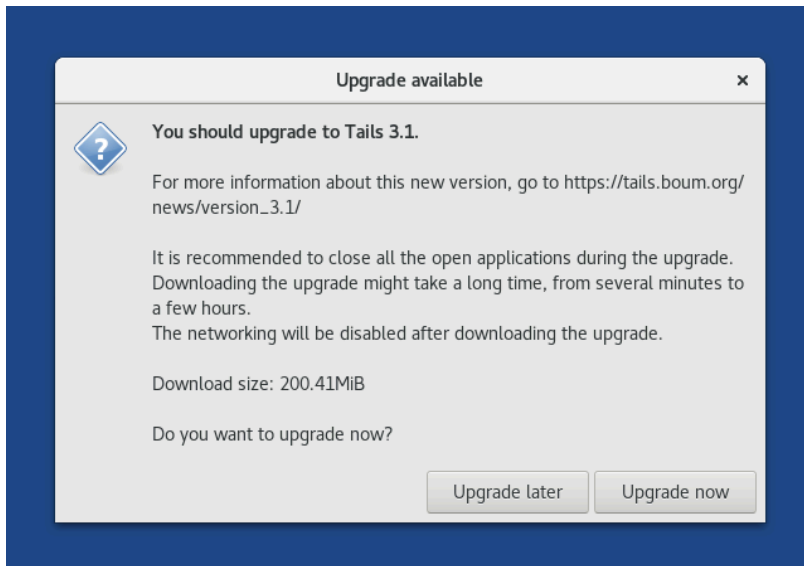 Upgrade available
You should upgrade to Tails 3.1.
For more information about this new version, go to https://tails.boum.org/
news/version_3.1/
It is recommended to close all the open applications during the upgrade.
Downloading the upgrade might take a long time, from several minutes to
a few hours.
The networking will be disabled after downloading the upgrade.
Download size: 200.41MiB
Do you want to upgrade now?
Upgrade later
Upgrade now